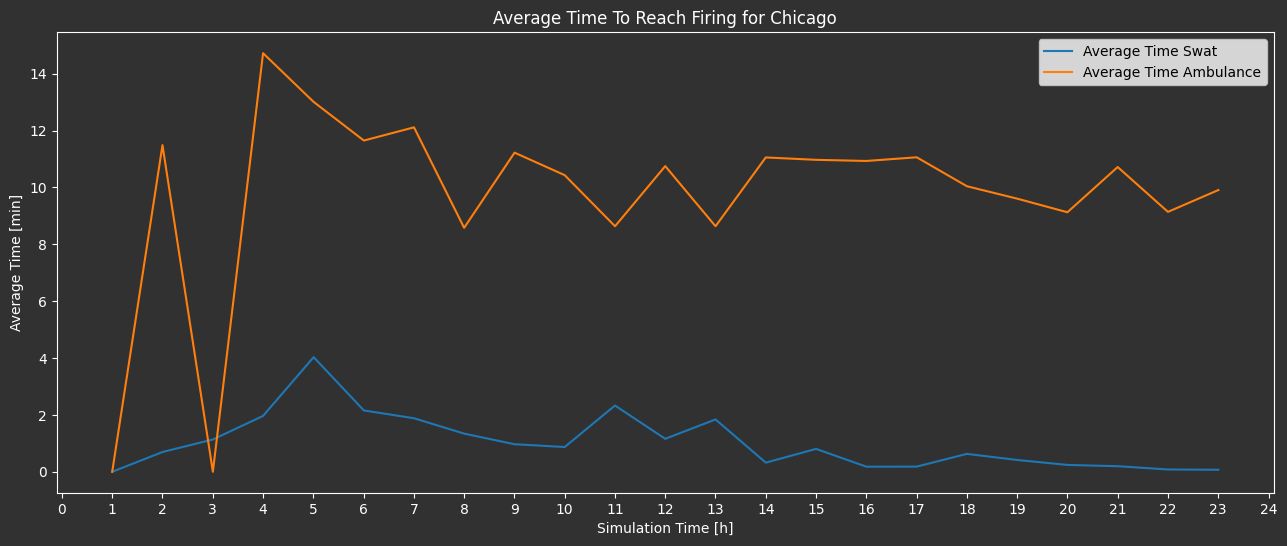 Average Time To Reach Firing for Chicago
Average Time Swat
Average Time Ambulance
Average Time [min]
14
12
10
8
6
4
2
0
0 1 2 3 4 5 6 7 8 9 10 11 12 13 14 15 16 17 18 19 20 21 22 23 24
Simulation Time [h]